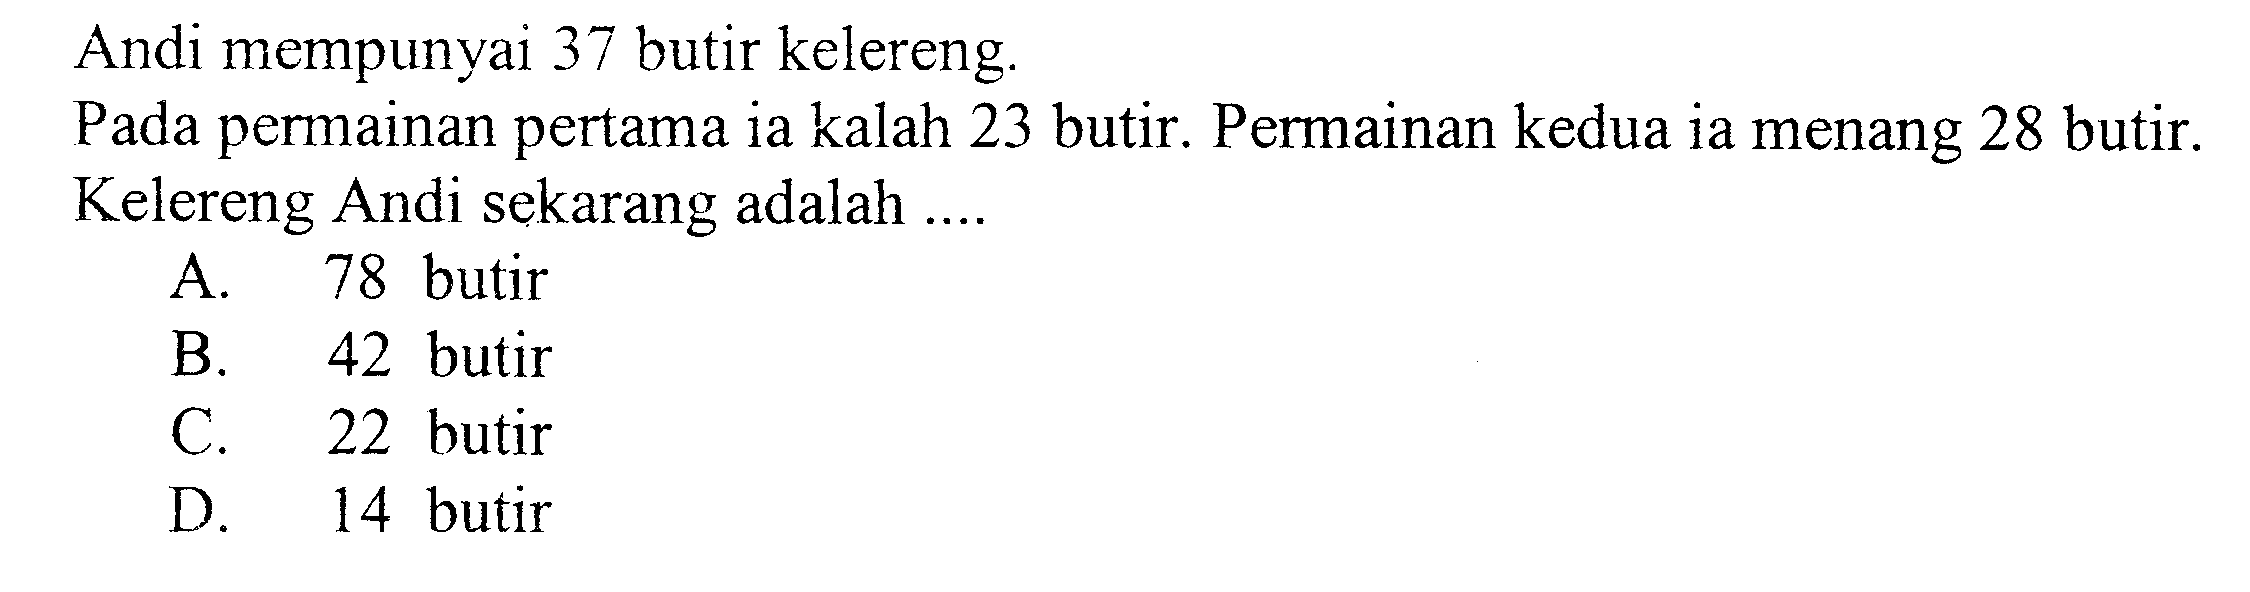 Andi mempunyai 37 butir kelereng.
Pada permainan pertama ia kalah 23 butir. Permainan kedua ia menang 28 butir.
Kelereng Andi sekarang adalah ....
A. 78 butir
B. 42 butir
C. 22 butir
D. 14 butir